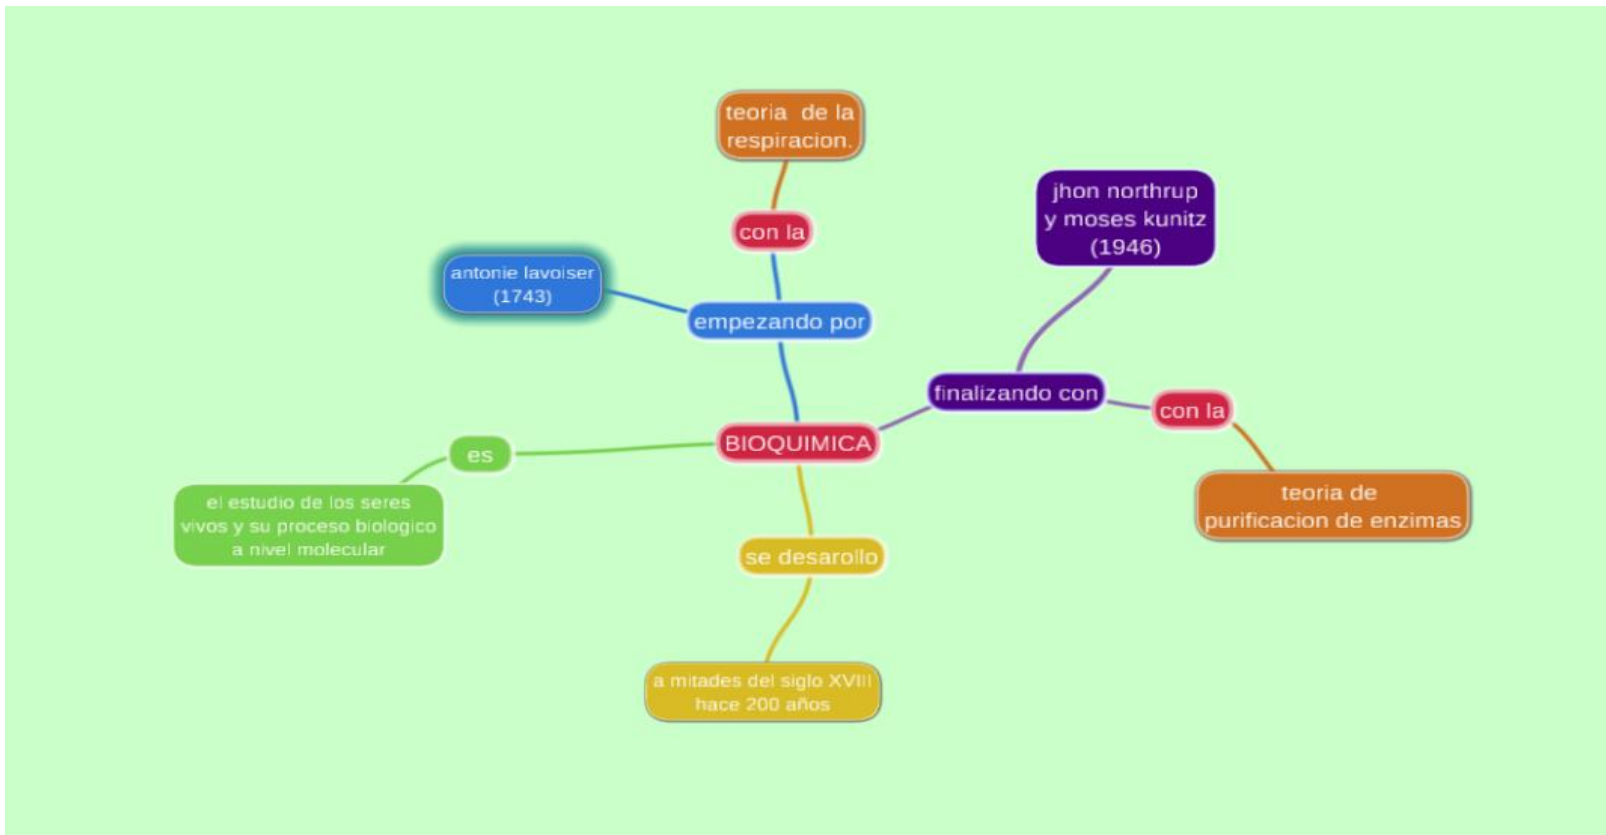 teoria de la
respiracion.
con la
antonie lavoiser
(1743)
empezando por
jhon northrup
y moses kunitz
(1946)
finalizando con
con la
teoria de
purificacion de enzimas
BIOQUIMICA
es
el estudio de los seres
vivos y su proceso biologico
a nivel molecular
se desarollo
a mitades del siglo XVIII
hace 200 años